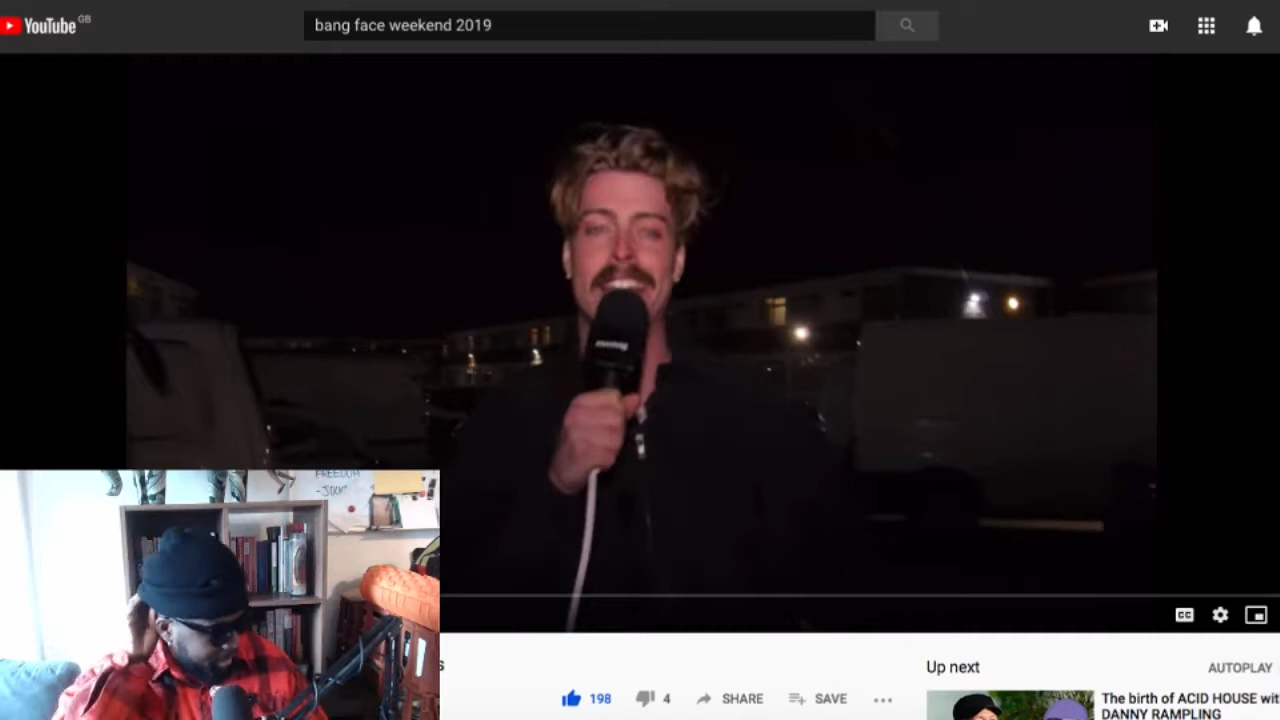 YouTube GB
bang face weekend 2019
FREEDOM
CC
s
Up next
AUTOPLAY
198
4
SHARE
SAVE
The birth of ACID HOUSE wit
DANNY RAMPLING